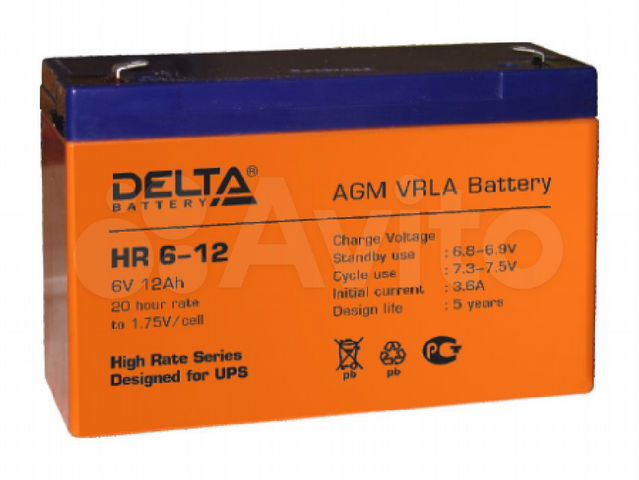 DELTA®
BATTERY
AGM VRLA Battery
HR 6-12
6V 12Ah
20 hour rate
to 1.75V/cell
High Rate Series
Designed for UPS
Charge Voltage
Standby use : 6.8-6.9V
Cycle use : 7.3-7.5V
Initial current : 3.6A
Design life : 5 years
pb pb
РСТ
Avito